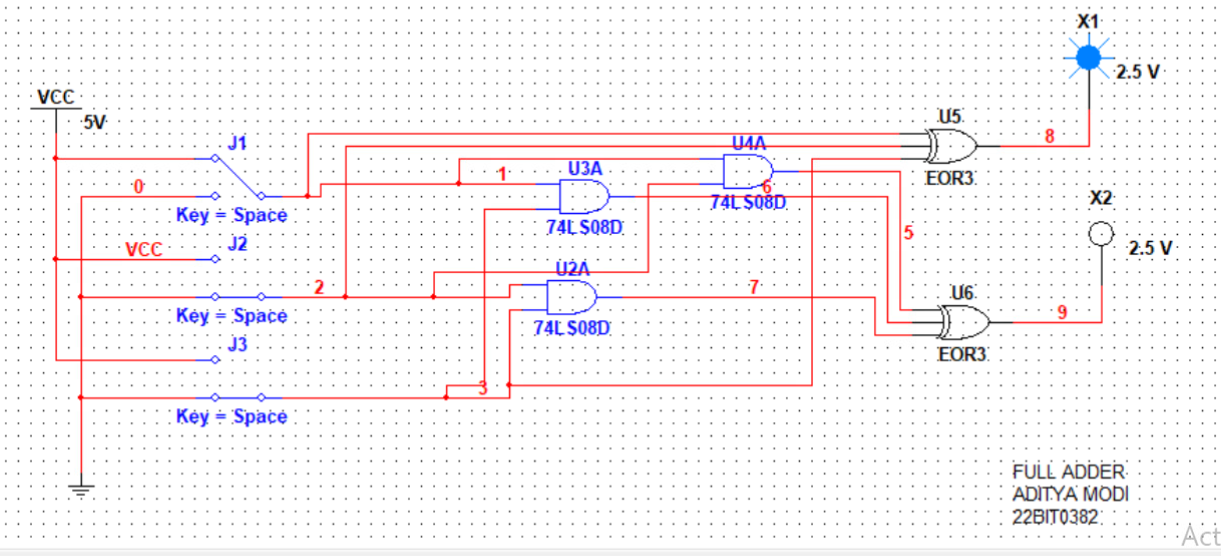 X1
2.5 V
VCC
5V
U5
J1
8
U4A
EOR3
1
U3A
0
6
X2
74LS08D
Key = Space
74LS08D
5
J2
VCC
2.5 V
U2A
2
7
U6
Key = Space
9
74LS08D
J3
EOR3
3
Key = Space
FULL ADDER
ADITYA MODI
22BIT0382
Act